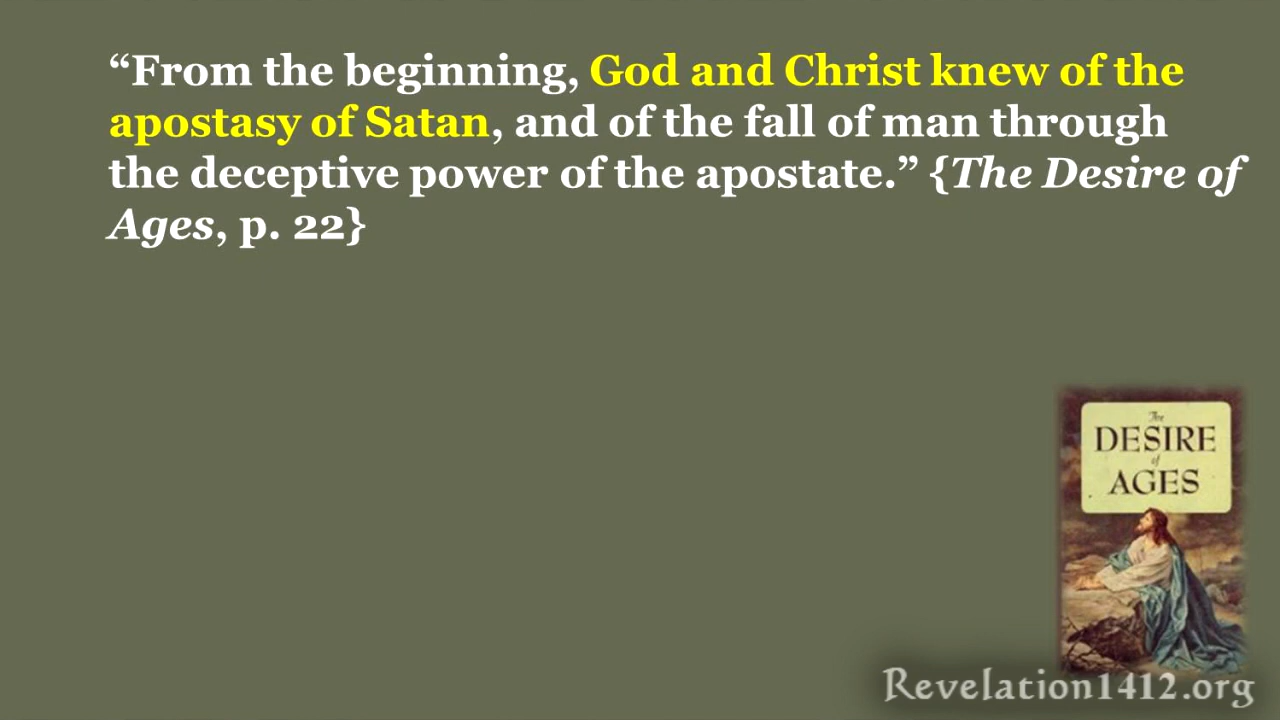 “From the beginning, God and Christ knew of the
apostasy of Satan, and of the fall of man through
the deceptive power of the apostate.” {The Desire of
Ages, p. 22}
The
DESIRE
of
AGES
Revelation1412.org